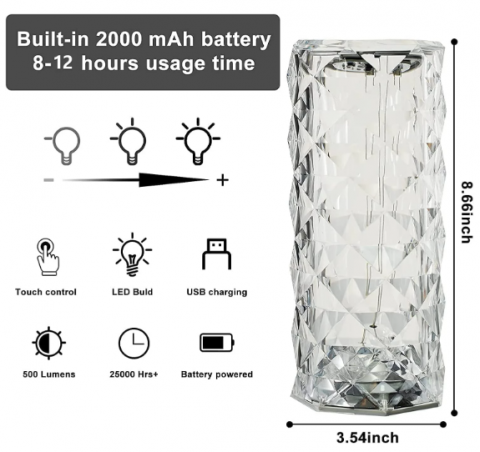 Built-in 2000 mAh battery
8-12 hours usage time
- +
Touch control
LED Buld
USB charging
500 Lumens
25000 Hrs+
Battery powered
8.66inch
3.54inch